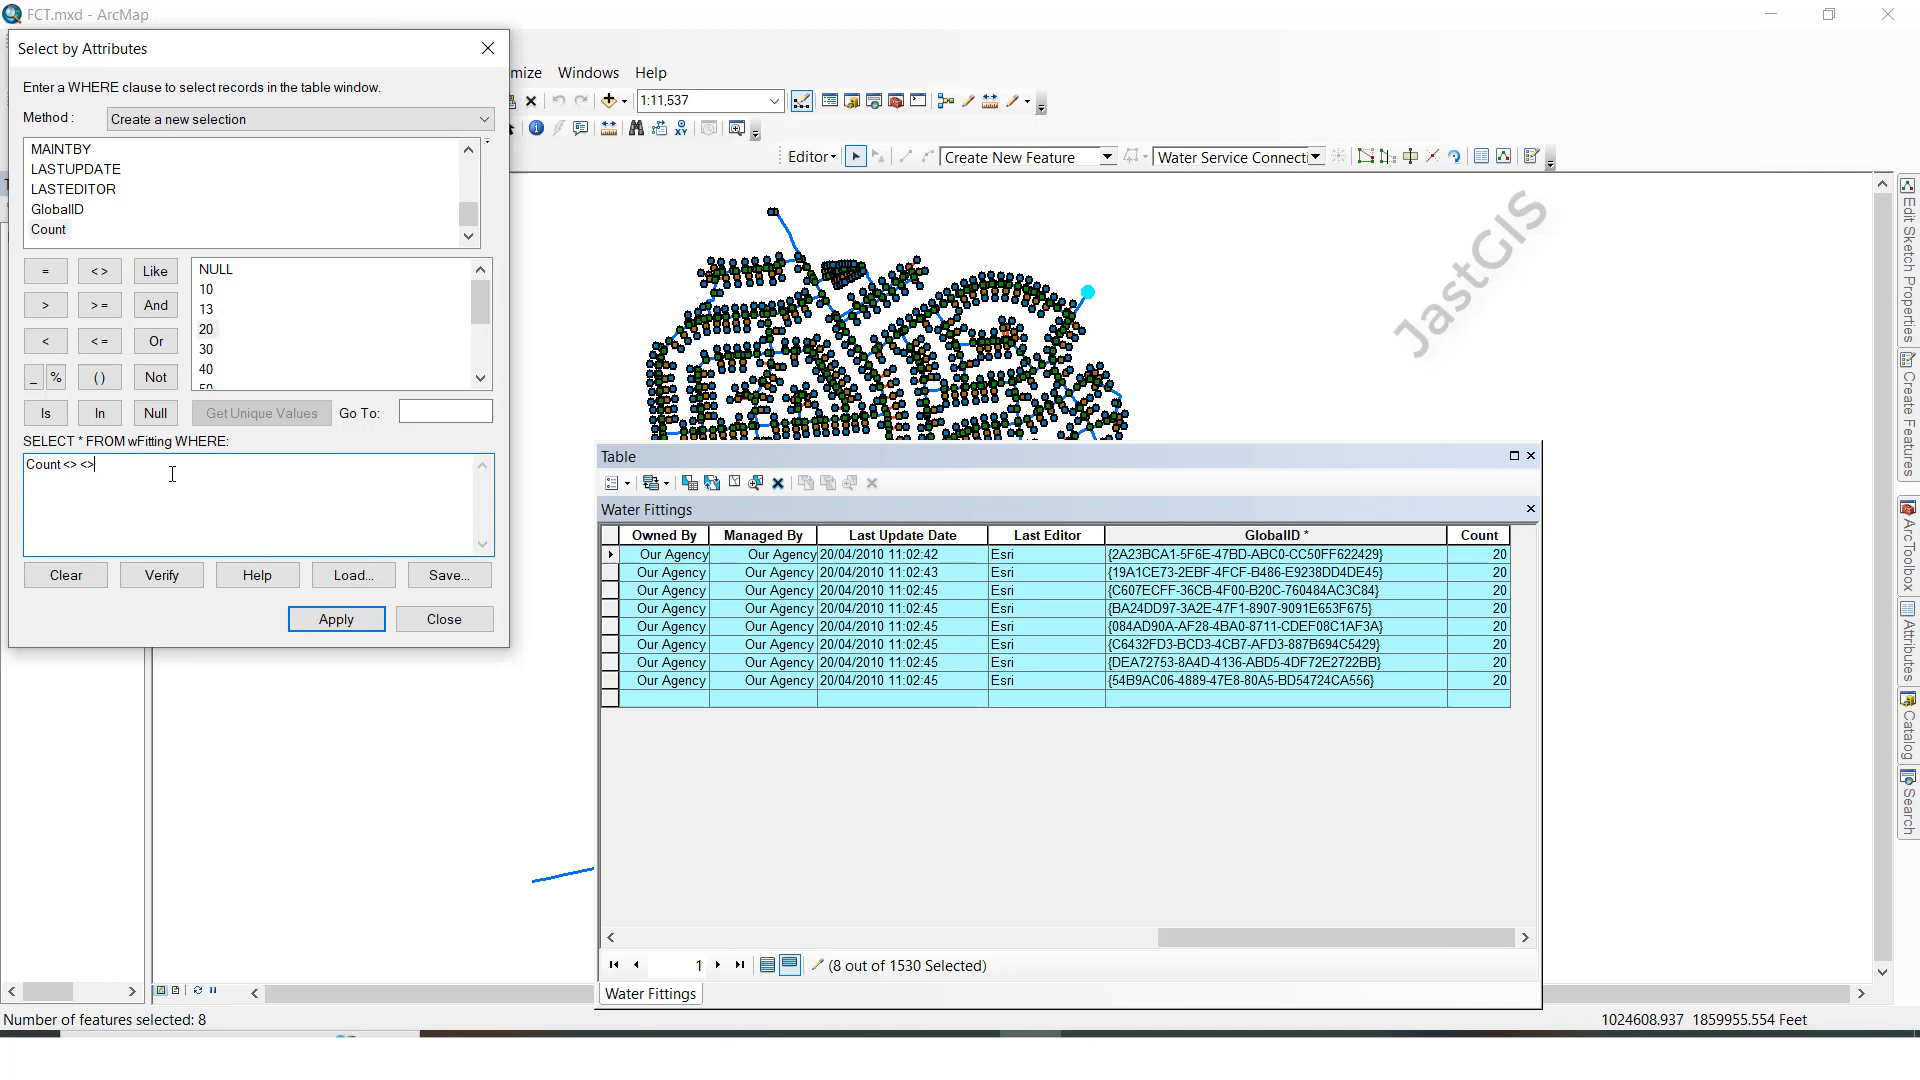 FCT.mxd - ArcMap
Select by Attributes
Enter a WHERE clause to select records in the table window.
Method :
Create a new selection
MAINTBY
LASTUPDATE
LASTEDITOR
GlobalID
Count
= <> Like
> >= And
< <= Or
_ % () Not
Is In Null
NULL
10
13
20
30
40
50
Get Unique Values Go To:
SELECT * FROM wFitting WHERE:
Count <> <>
Clear Verify Help Load... Save...
Apply Close
mize Windows Help
1:11,537
Editor Create New Feature Water Service Connecti
JastGIS
Table
Water Fittings
Owned By Managed By Last Update Date Last Editor GlobalID * Count
Our Agency Our Agency 20/04/2010 11:02:42 Esri {2A23BCA1-5F6E-47BD-ABC0-CC50FF622429} 20
Our Agency Our Agency 20/04/2010 11:02:43 Esri {19A1CE73-2EBF-4FCF-B486-E9238DD4DE45} 20
Our Agency Our Agency 20/04/2010 11:02:45 Esri {C607ECFF-36CB-4F00-B20C-760484AC3C84} 20
Our Agency Our Agency 20/04/2010 11:02:45 Esri {BA24DD97-3A2E-47F1-8907-9091E653F675} 20
Our Agency Our Agency 20/04/2010 11:02:45 Esri {084AD90A-AF28-4BA0-8711-CDEF08C1AF3A} 20
Our Agency Our Agency 20/04/2010 11:02:45 Esri {C6432FD3-BCD3-4CB7-AFD3-887B694C5429} 20
Our Agency Our Agency 20/04/2010 11:02:45 Esri {DEA72753-8A4D-4136-ABD5-4DF72E2722BB} 20
Our Agency Our Agency 20/04/2010 11:02:45 Esri {54B9AC06-4889-47E8-80A5-BD54724CA556} 20
1 (8 out of 1530 Selected)
Water Fittings
Edit Sketch Properties
Create Features
ArcToolbox
Attributes
Catalog
Search
Number of features selected: 8
1024608.937 1859955.554 Feet